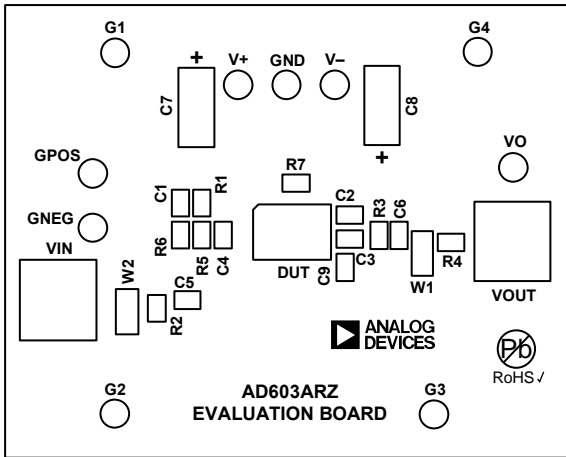 G1
G4
V+
GND
V–
+
C7
C8
+
GPOS
VO
R7
C1
R1
GNEG
C2
R3
C6
VIN
R6
R5
C4
DUT
C9
C3
W1
R4
W2
C5
R2
VOUT
ANALOG
DEVICES
Pb
RoHS√
G2
AD603ARZ
EVALUATION BOARD
G3